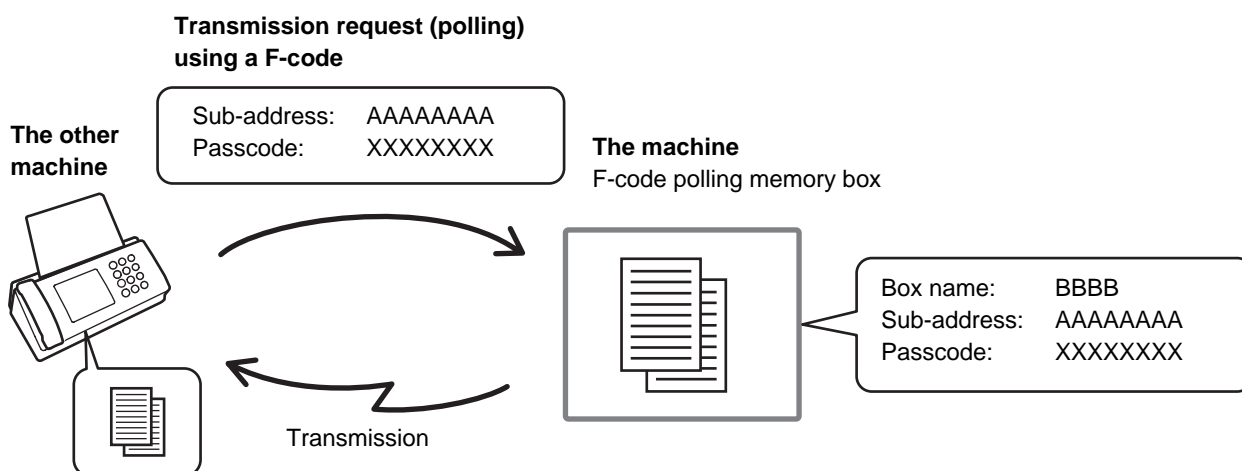 Transmission request (polling)
using a F-code
Sub-address: AAAAAAAA
Passcode: XXXXXXXX
The other
machine
The machine
F-code polling memory box
Box name: BBBB
Sub-address: AAAAAAAA
Passcode: XXXXXXXX
Transmission